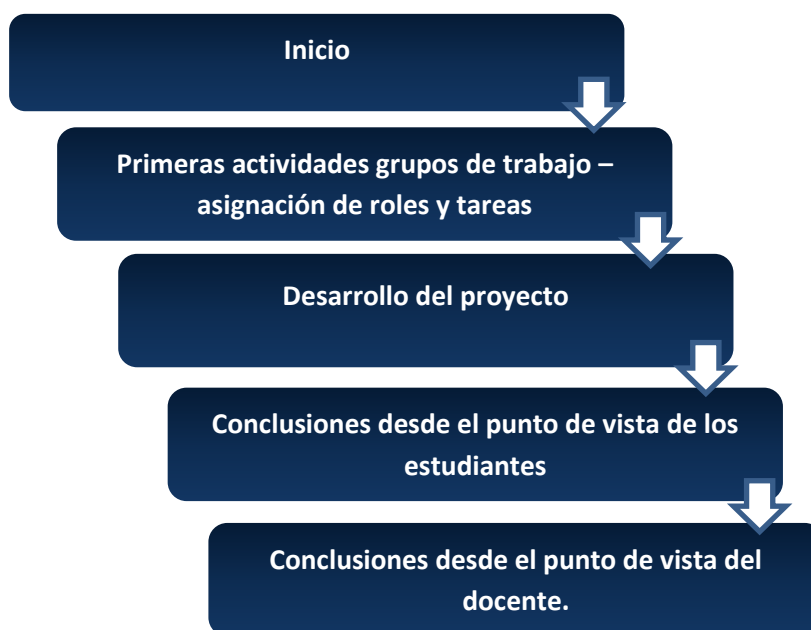 Inicio
Primeras actividades grupos de trabajo –
asignación de roles y tareas
Desarrollo del proyecto
Conclusiones desde el punto de vista de los
estudiantes
Conclusiones desde el punto de vista del
docente.